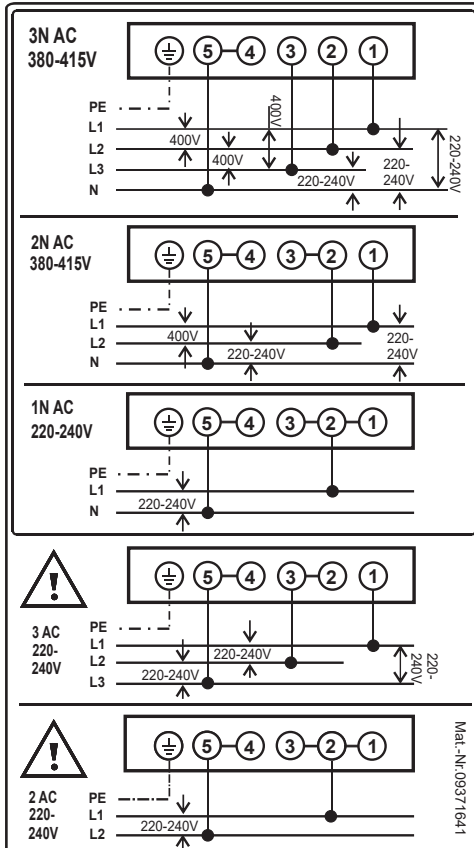 3N AC
380-415V
5 4 3 2 1
PE
L1
400V
L2
400V
400V
L3
220-240V
220-
240V
220-240V
N
2N AC
380-415V
5 4 3 2 1
PE
L1
400V
L2
220-240V
220-
240V
N
1N AC
220-240V
5 4 3 2 1
PE
L1
220-240V
N
!
3 AC
220-
240V
5 4 3 2 1
PE
L1
220-240V
220-
240V
L2
220-240V
L3
!
2 AC
220-
240V
5 4 3 2 1
PE
L1
220-240V
L2
Mat.-Nr.09371641